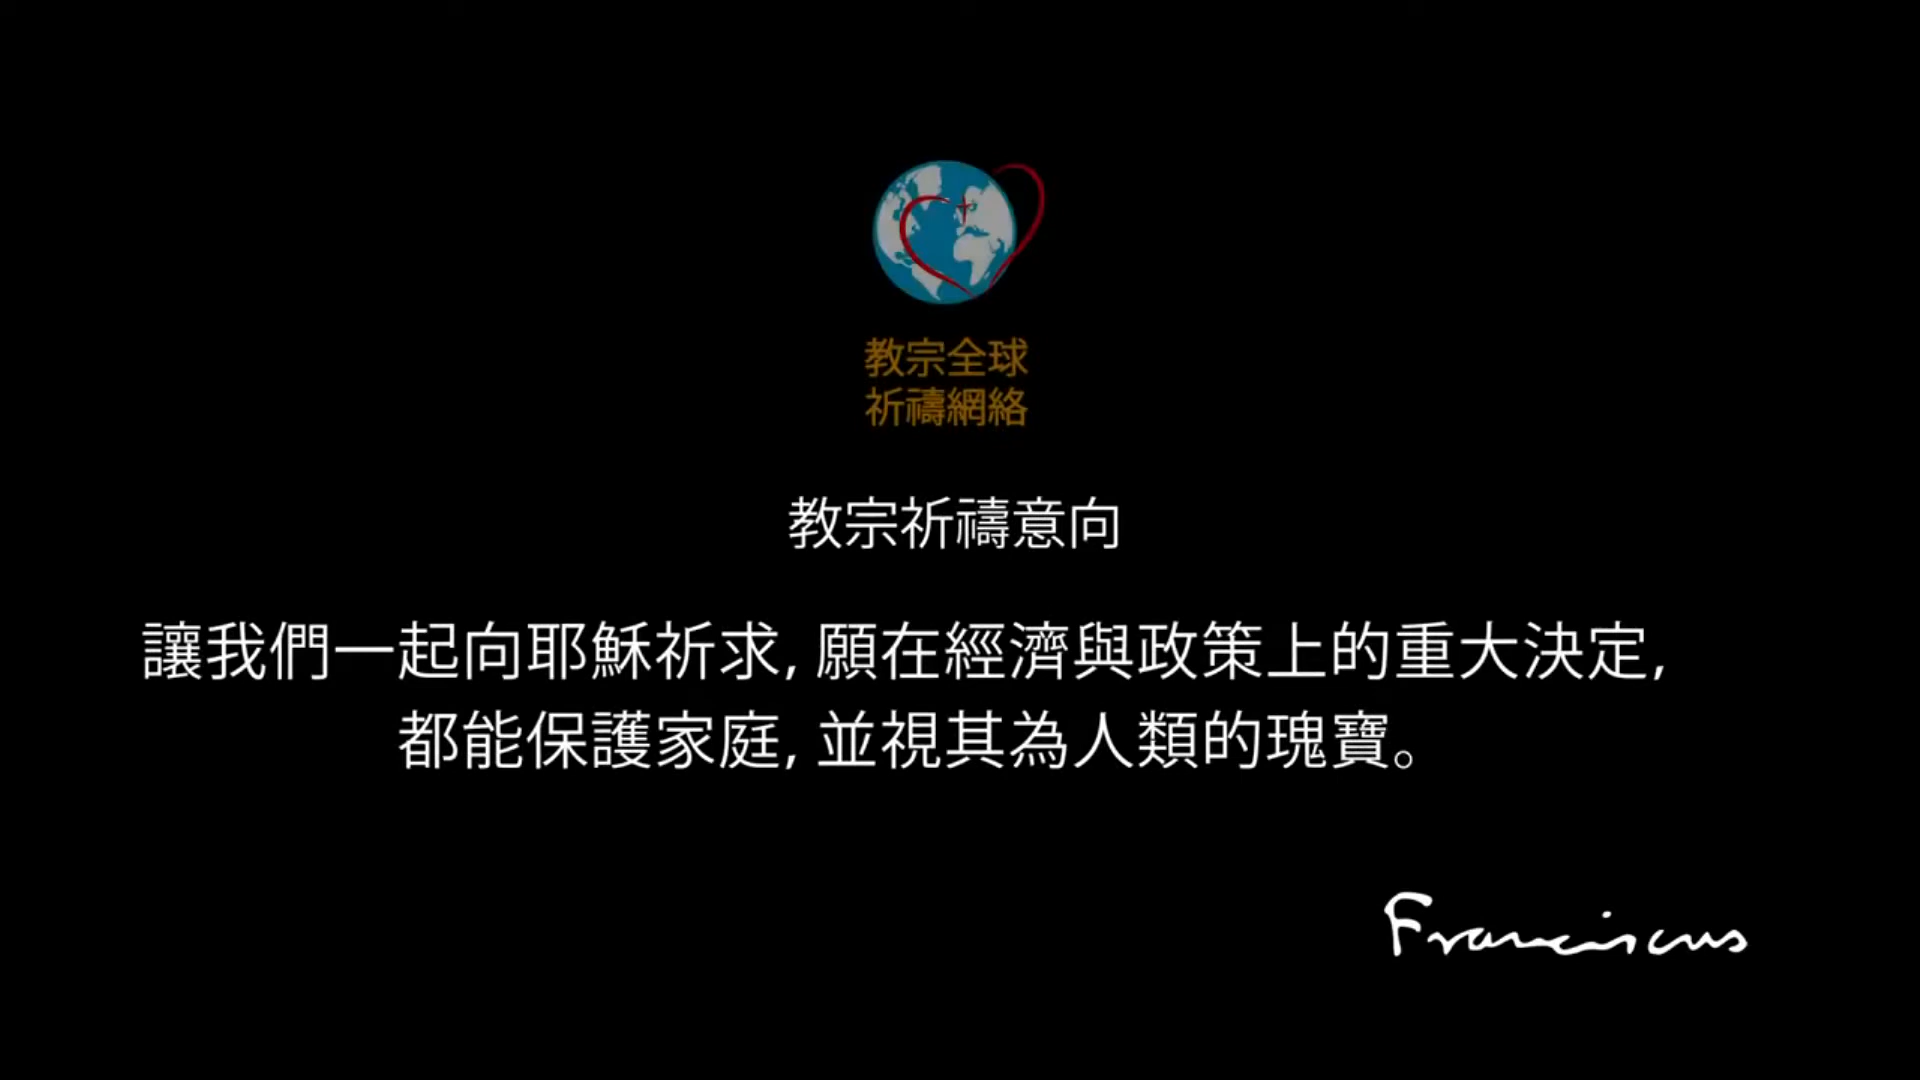 教宗全球
祈禱網絡
教宗祈禱意向
讓我們一起向耶穌祈求, 願在經濟與政策上的重大決定,
都能保護家庭, 並視其為人類的瑰寶。
Franciscus